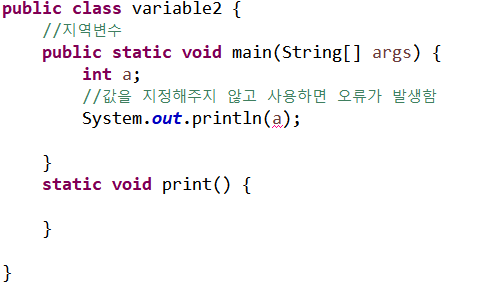 public class variable2 {
//지역변수
public static void main(String[] args) {
int a;
//값을 지정해주지 않고 사용하면 오류가 발생함
System.out.println(a);
}
static void print() {
}
}